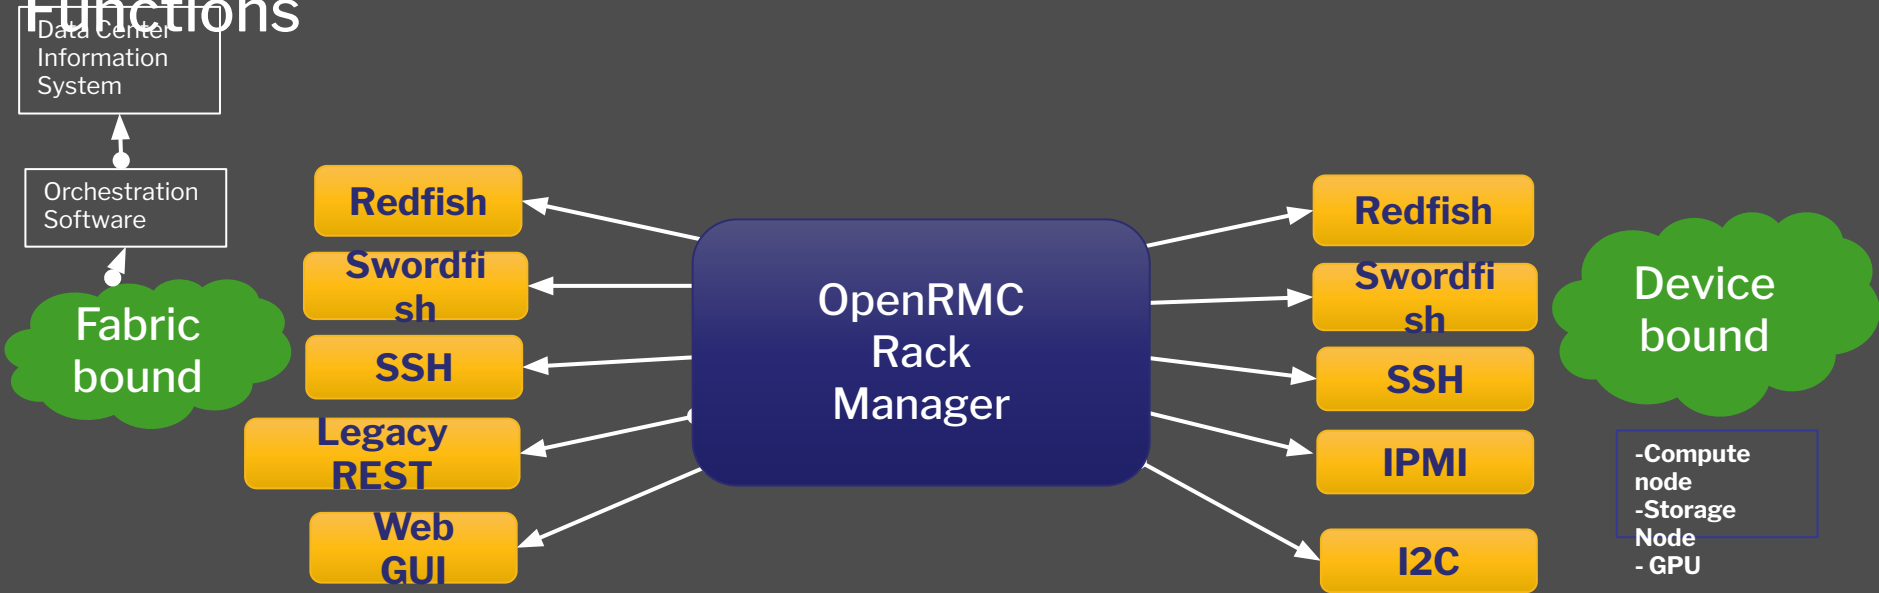 Functions
Data Center
Information
System
Orchestration
Software
Fabric
bound
Redfish
Swordfi
sh
SSH
Legacy
REST
Web
GUI
OpenRMC
Rack
Manager
Redfish
Swordfi
sh
SSH
IPMI
I2C
Device
bound
-Compute
node
-Storage
Node
- GPU